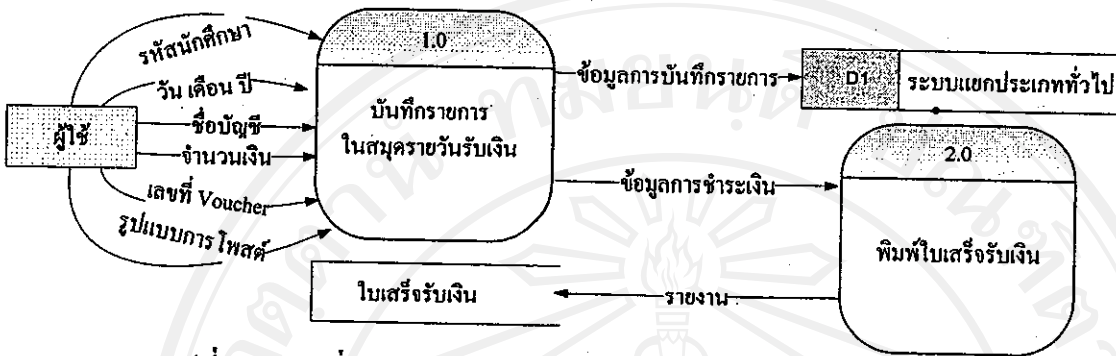 รหัสนักศึกษา
วัน เดือน ปี
ผู้ใช้
ชื่อบัญชี
จำนวนเงิน
เลขที่ Voucher
รูปแบบการโพสต์
1.0
บันทึกรายการ
ในสมุดรายวันรับเงิน
ข้อมูลการบันทึกรายการ
D1
ระบบแยกประเภททั่วไป
ข้อมูลการชำระเงิน
2.0
พิมพ์ใบเสร็จรับเงิน
รายงาน
ใบเสร็จรับเงิน